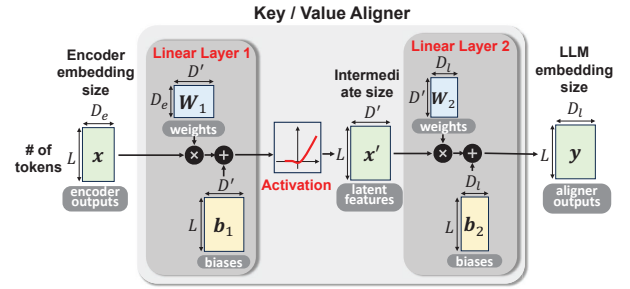 Key / Value Aligner
Encoder
embedding
size
D_e
# of
tokens
L
x
encoder
outputs
Linear Layer 1
D'
D_e
W_1
weights
×
+
D'
L
b_1
biases
Activation
Intermedi
ate size
D'
L
x'
latent
features
Linear Layer 2
D_l
D'
W_2
weights
×
+
D_l
L
b_2
biases
LLM
embedding
size
D_l
L
y
aligner
outputs